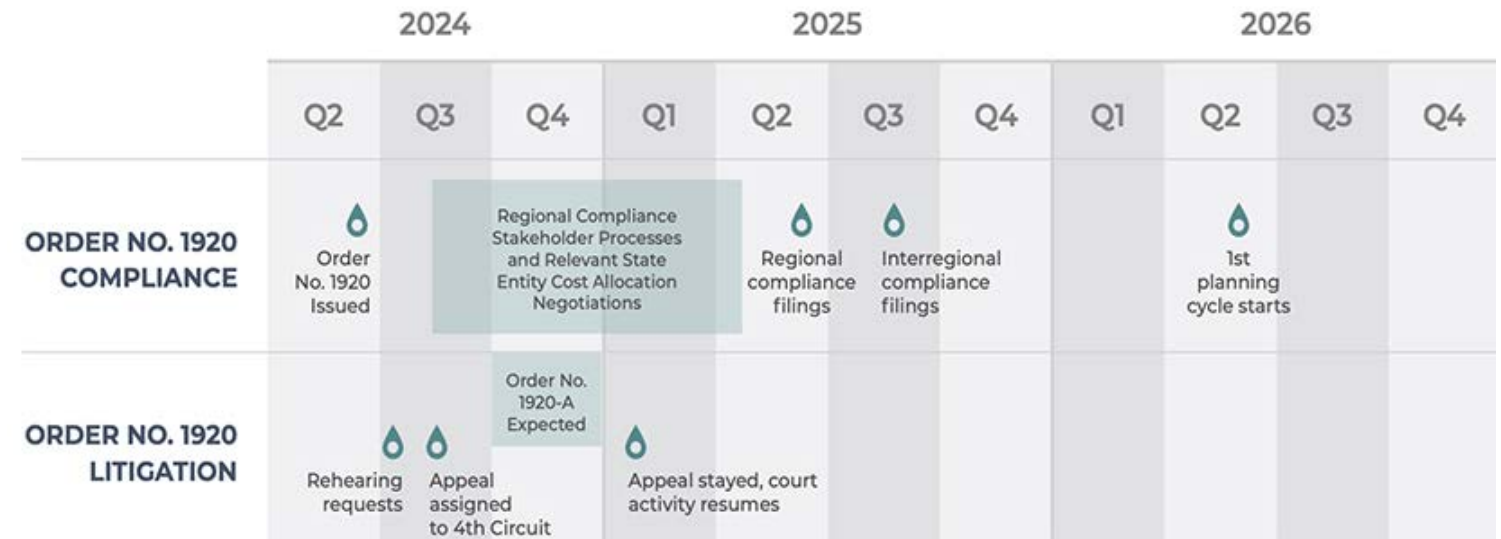 2024 2025 2026
Q2 Q3 Q4 Q1 Q2 Q3 Q4 Q1 Q2 Q3 Q4
ORDER NO. 1920
COMPLIANCE
Order
No. 1920
Issued
Regional Compliance
Stakeholder Processes
and Relevant State
Entity Cost Allocation
Negotiations
Regional
compliance
filings
Interregional
compliance
filings
1st
planning
cycle starts
ORDER NO. 1920
LITIGATION
Rehearing
requests
Appeal
assigned
to 4th Circuit
Order No.
1920-A
Expected
Appeal stayed, court
activity resumes